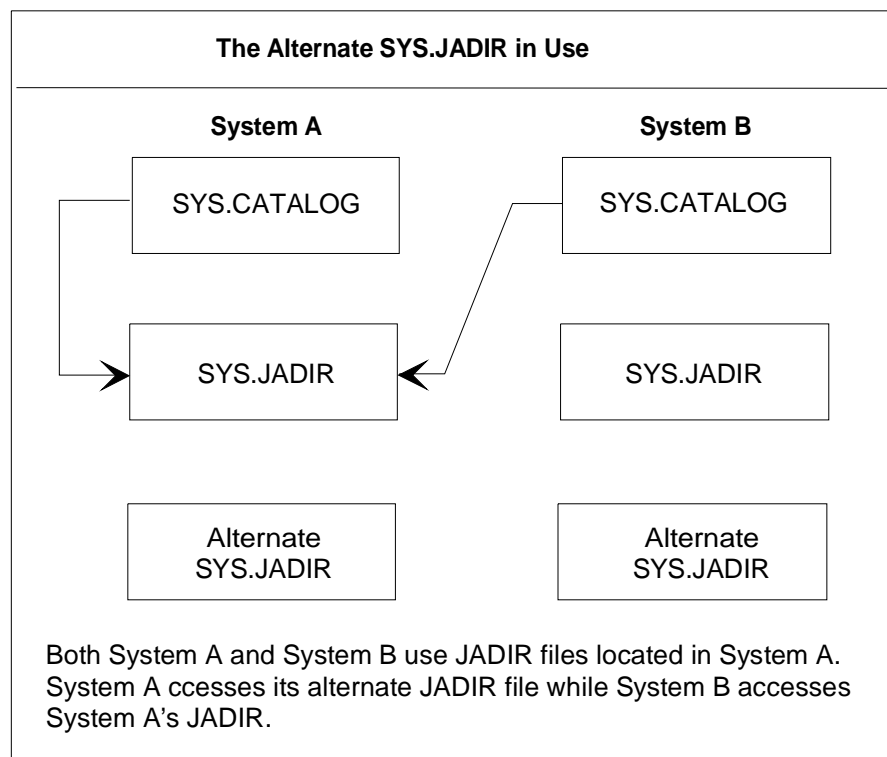 The Alternate SYS.JADIR in Use
System A
System B
SYS.CATALOG
SYS.CATALOG
SYS.JADIR
SYS.JADIR
Alternate
SYS.JADIR
Alternate
SYS.JADIR
Both System A and System B use JADIR files located in System A.
System A ccesses its alternate JADIR file while System B accesses
System A's JADIR.